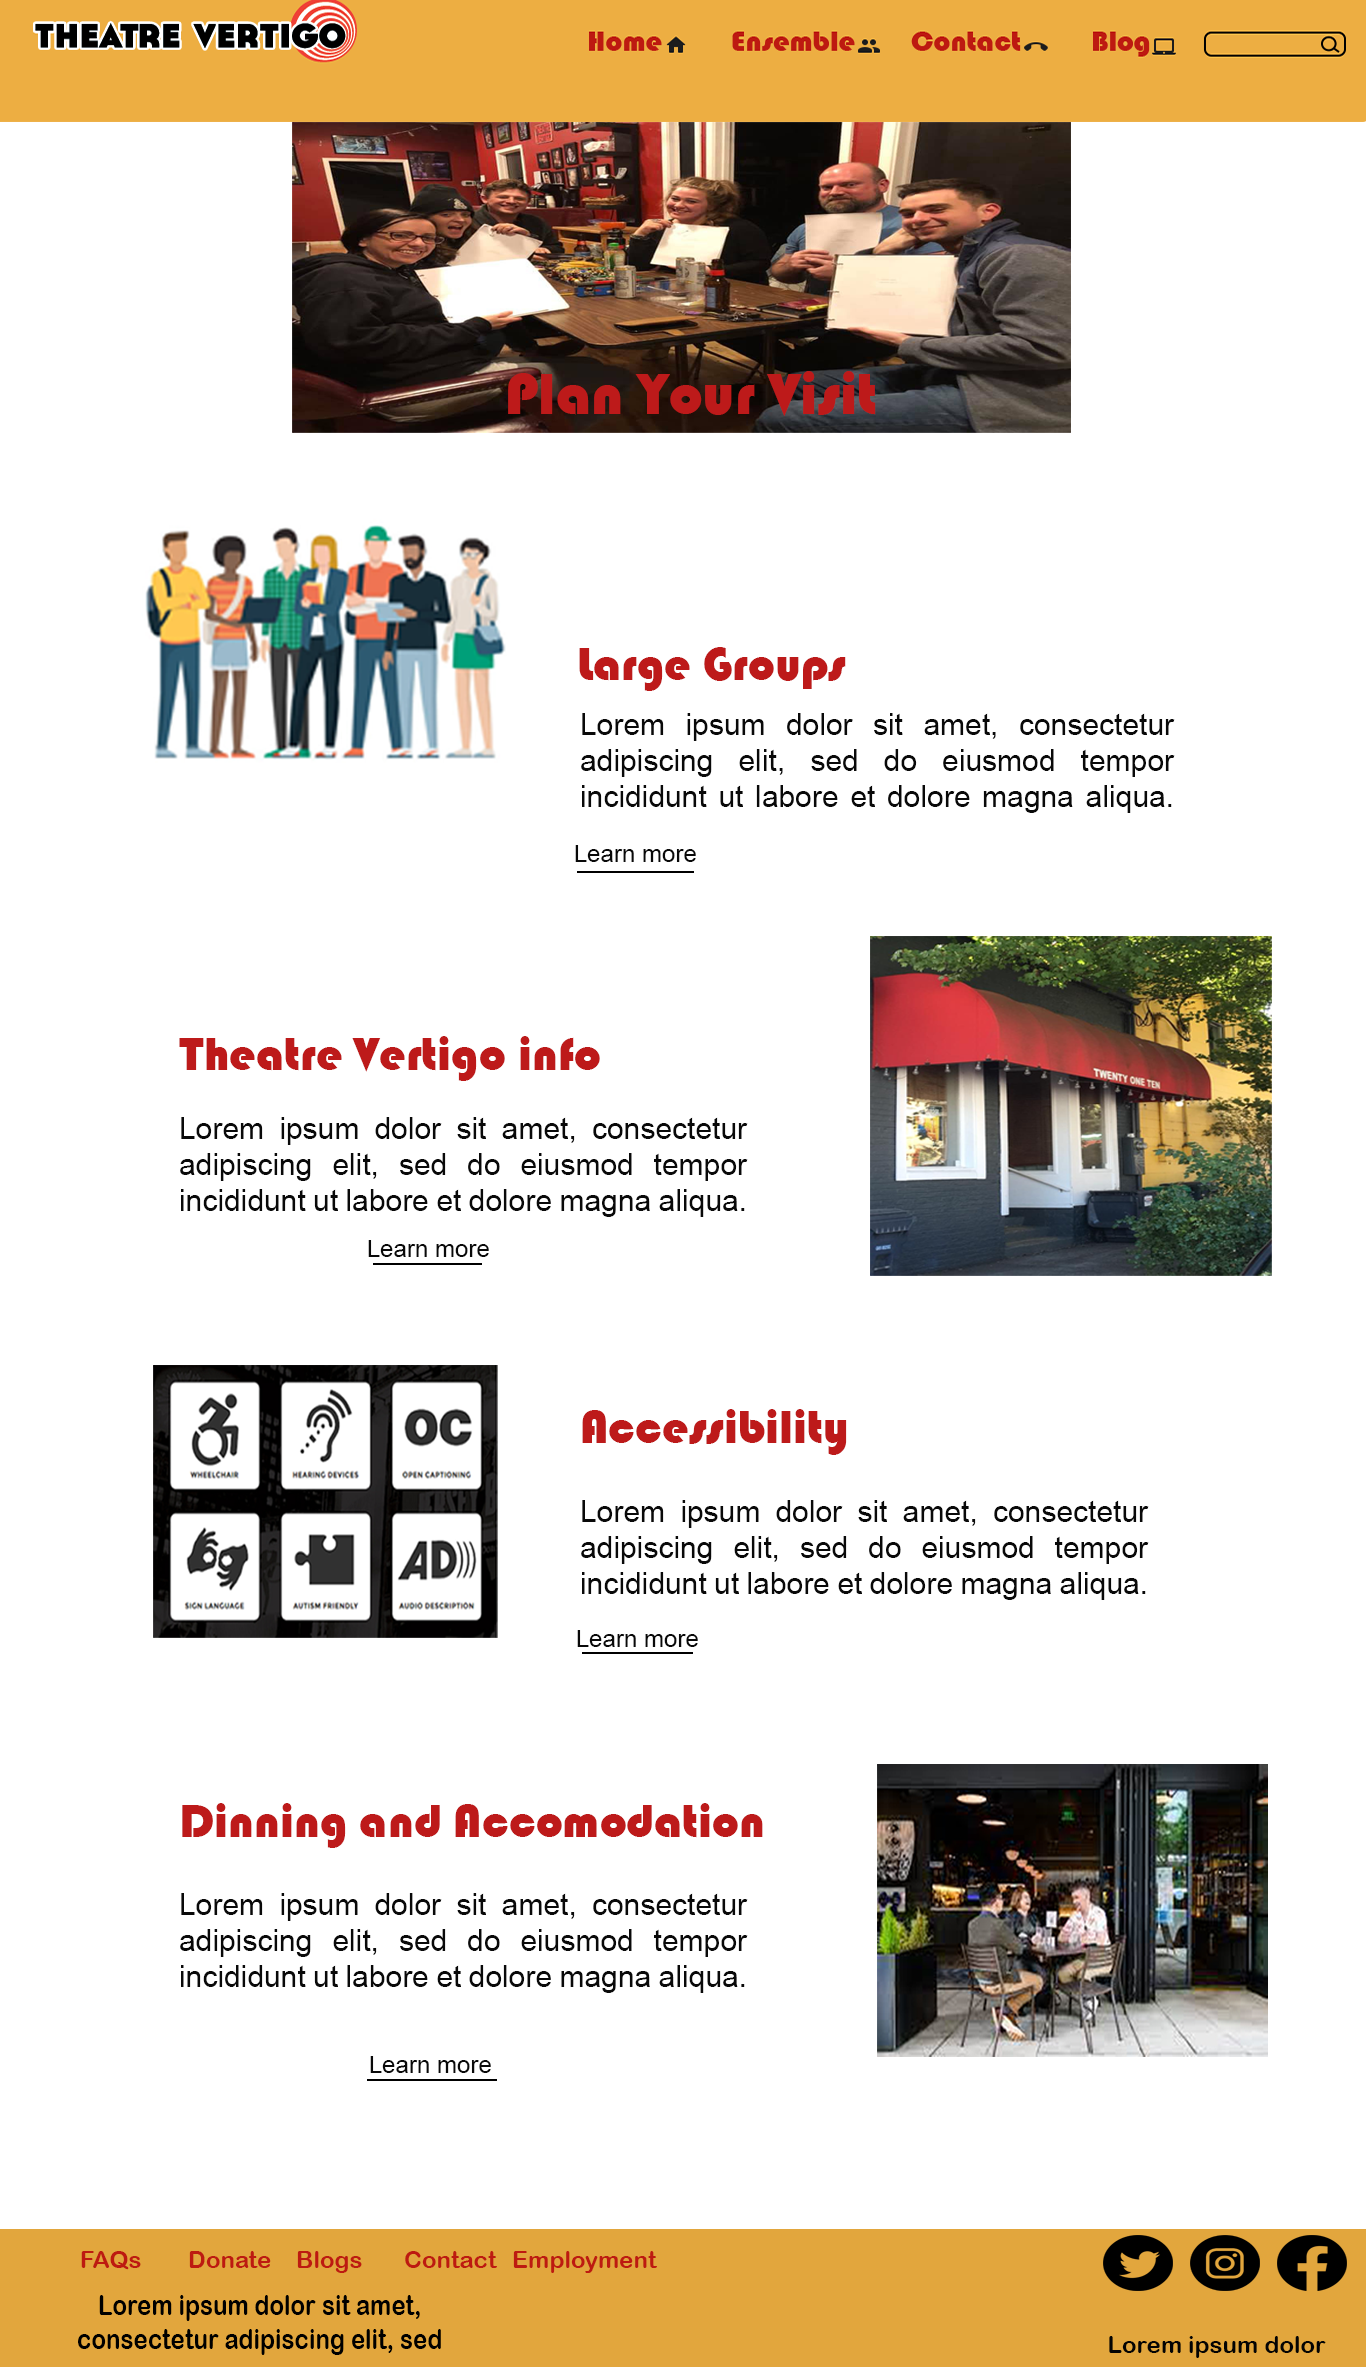 THEATRE VERTIGO
Home
Ensemble
Contact
Blog
Plan Your Visit
Large Groups
Lorem ipsum dolor sit amet, consectetur
adipiscing elit, sed do eiusmod tempor
incididunt ut labore et dolore magna aliqua.
Learn more
TWENTY ONE TEN
Theatre Vertigo info
Lorem ipsum dolor sit amet, consectetur
adipiscing elit, sed do eiusmod tempor
incididunt ut labore et dolore magna aliqua.
Learn more
WHEELCHAIR
HEARING DEVICES
OC
OPEN CAPTIONING
SIGN LANGUAGE
AUTISM FRIENDLY
AD
AUDIO DESCRIPTION
Accessibility
Lorem ipsum dolor sit amet, consectetur
adipiscing elit, sed do eiusmod tempor
incididunt ut labore et dolore magna aliqua.
Learn more
Dinning and Accomodation
Lorem ipsum dolor sit amet, consectetur
adipiscing elit, sed do eiusmod tempor
incididunt ut labore et dolore magna aliqua.
Learn more
FAQs
Donate
Blogs
Contact
Employment
Lorem ipsum dolor sit amet,
consectetur adipiscing elit, sed
Lorem ipsum dolor